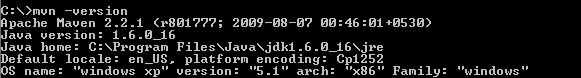 C:\>mvn -version
Apache Maven 2.2.1 (r801777; 2009-08-07 00:46:01+0530)
Java version: 1.6.0_16
Java home: C:\Program Files\Java\jdk1.6.0_16\jre
Default locale: en_US, platform encoding: Cp1252
OS name: "windows xp" version: "5.1" arch: "x86" Family: "windows"